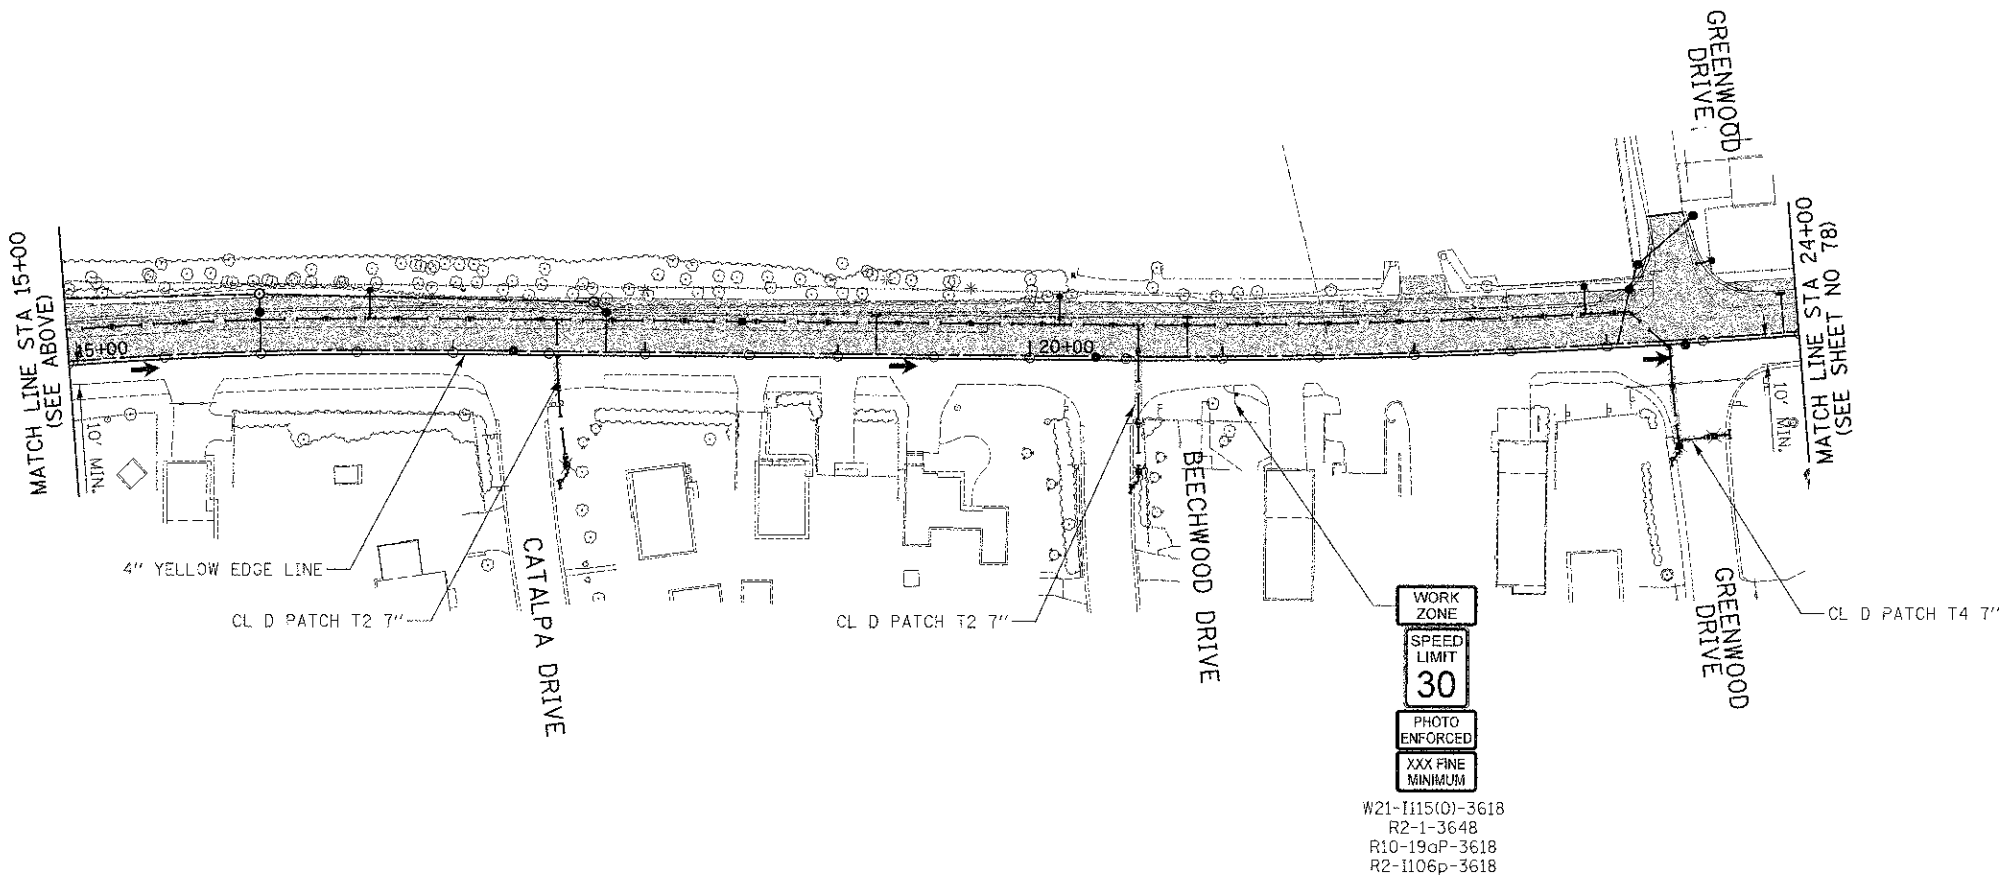 GREENWOOD
DRIVE
MATCH LINE STA 15+00
(SEE ABOVE)
MATCH LINE STA 24+00
(SEE SHEET NO 78)
15+00
20+00
10' MIN.
10' MIN.
4" YELLOW EDGE LINE
CL D PATCH T2 7"
CATALPA DRIVE
CL D PATCH T2 7"
BEECHWOOD DRIVE
GREENWOOD
DRIVE
CL D PATCH T4 7"
WORK
ZONE
SPEED
LIMIT
30
PHOTO
ENFORCED
XXX FINE
MINIMUM
W21-I115(O)-3618
R2-1-3648
R10-19aP-3618
R2-I106p-3618